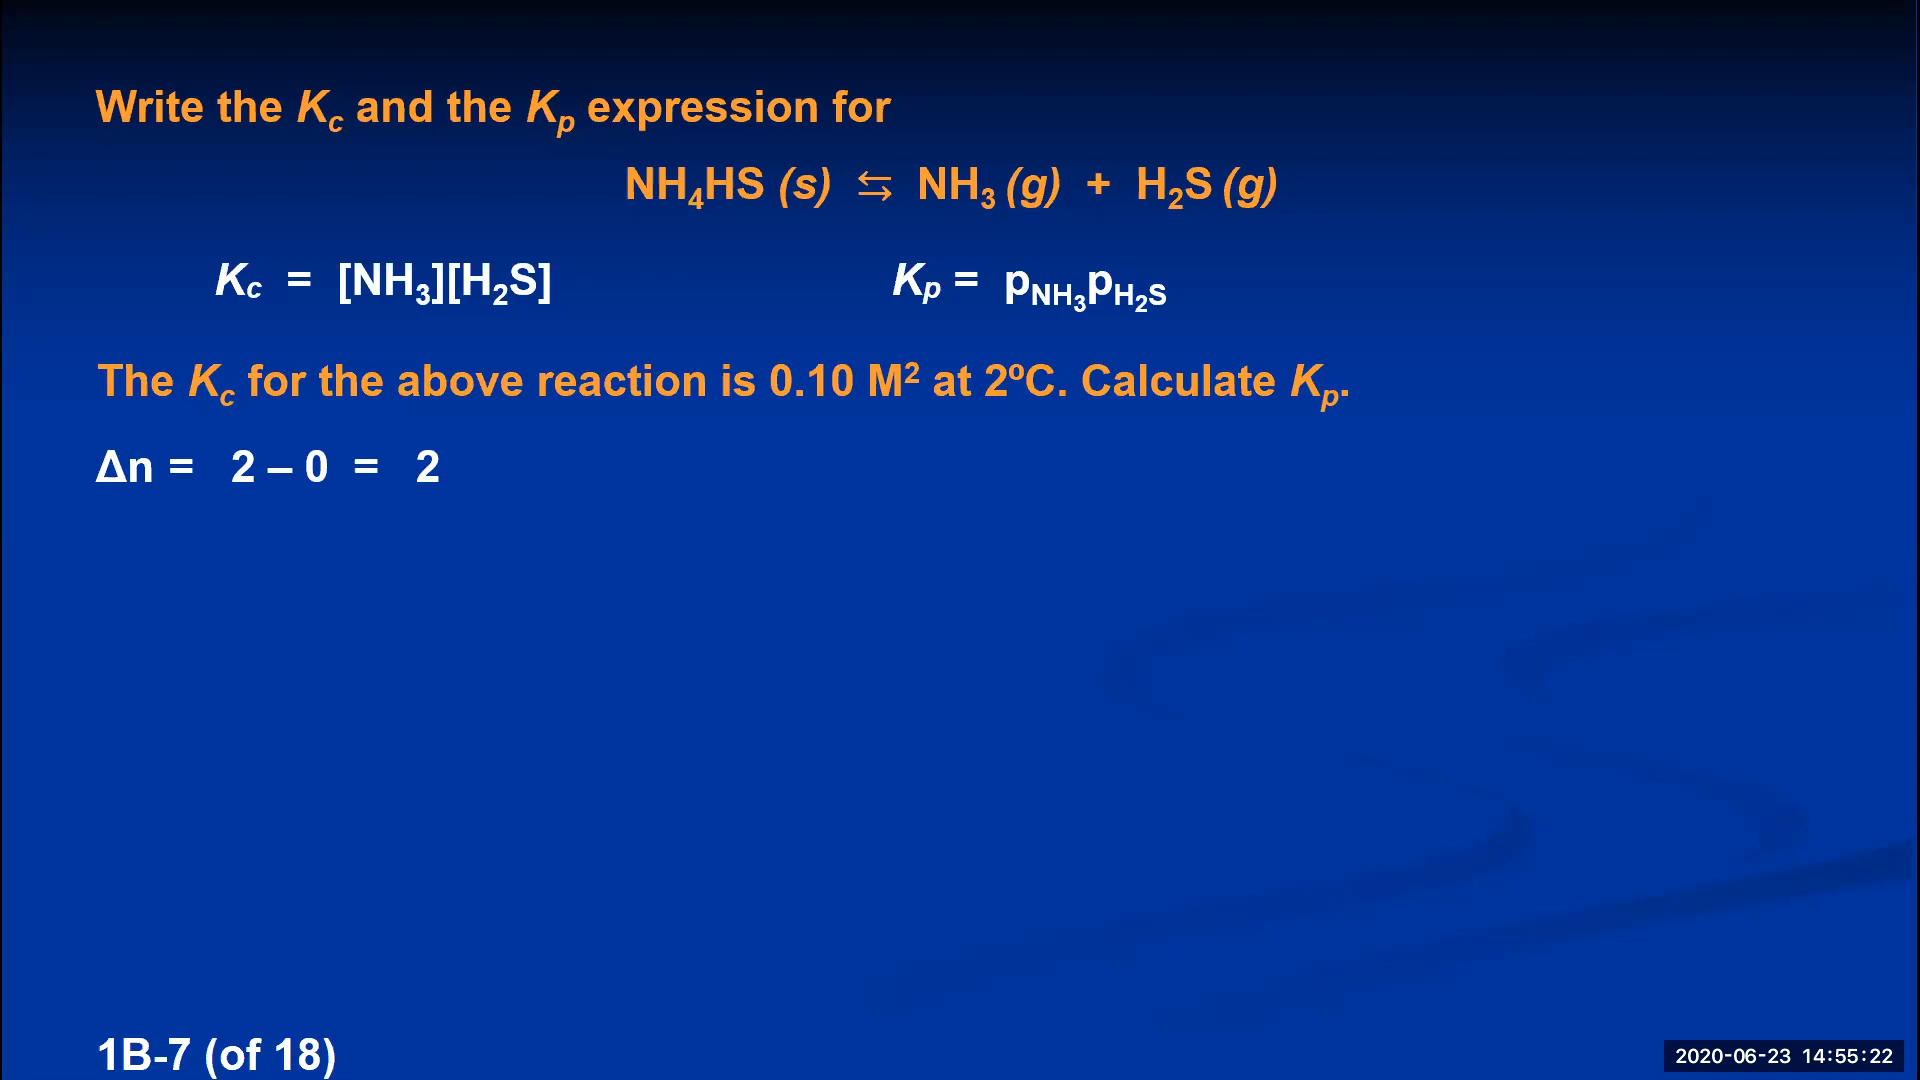 Write the Kc and the Kp expression for
NH₄HS (s) ⇆ NH₃ (g) + H₂S (g)
Kc = [NH₃][H₂S] Kp = pNH₃pH₂S
The Kc for the above reaction is 0.10 M² at 2ºC. Calculate Kp.
Δn = 2 – 0 = 2
1B-7 (of 18)
2020-06-23 14:55:22